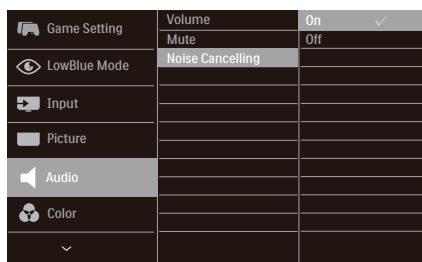 Game Setting
LowBlue Mode
Input
Picture
Audio
Color
Volume
Mute
Noise Cancelling
On
Off